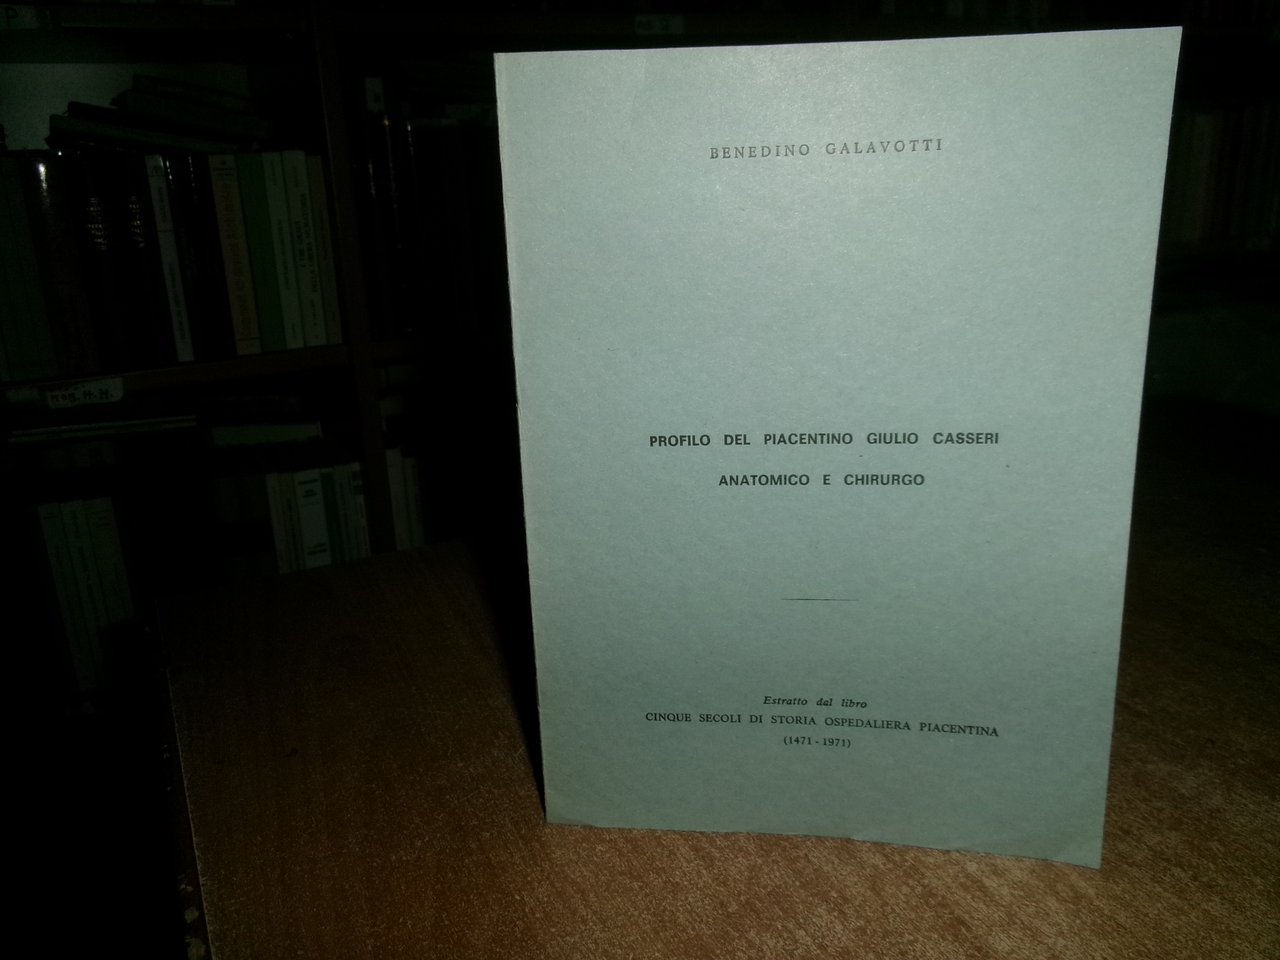 BENEDINO GALAVOTTI
PROFILO DEL PIACENTINO GIULIO CASSERI
ANATOMICO E CHIRURGO
Estratto dal libro
CINQUE SECOLI DI STORIA OSPEDALIERA PIACENTINA
(1471 - 1971)